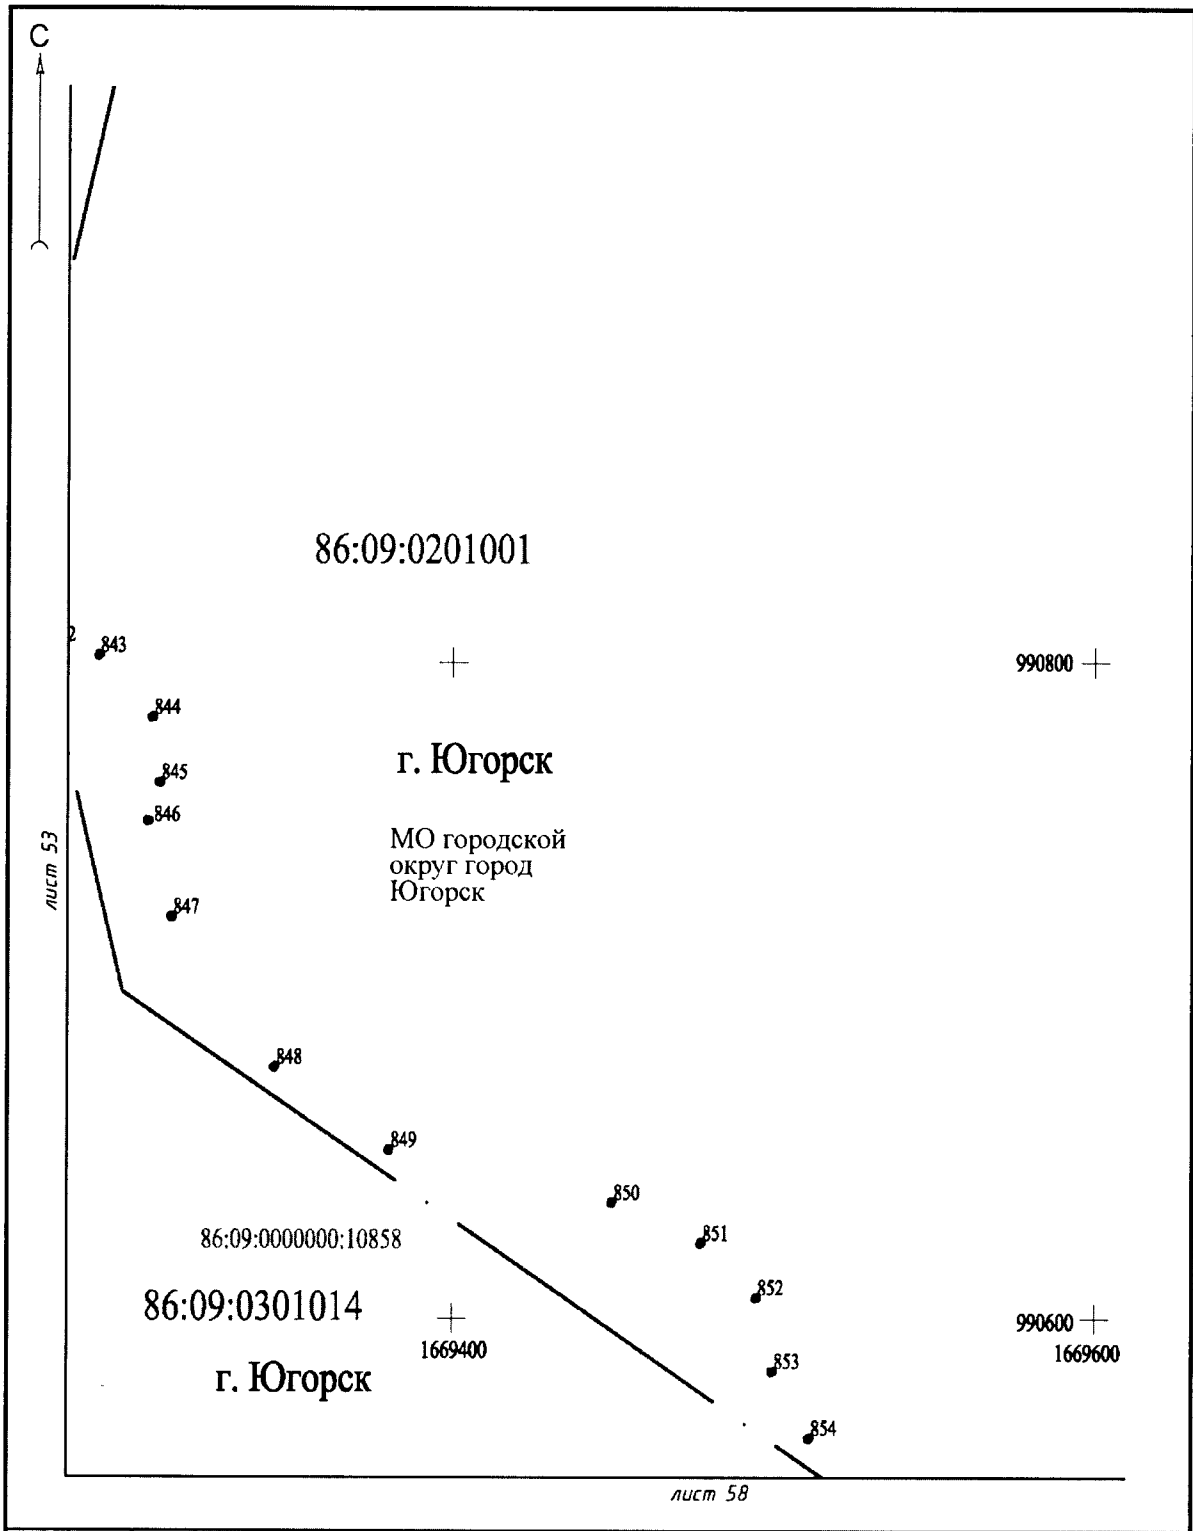 С
86:09:0201001
2
843
990800
844
г. Югорск
845
846
МО городской
округ город
Югорск
лист 53
847
848
849
850
851
86:09:0000000:10858
852
86:09:0301014
990600
1669400
1669600
853
г. Югорск
854
лист 58